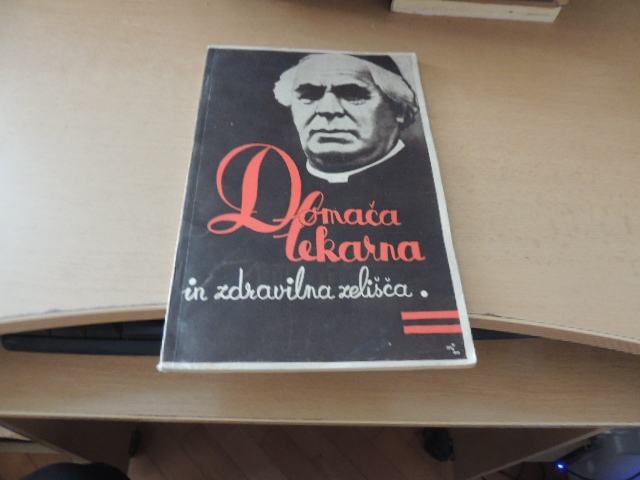 Domača
lekarna
in zdravilna zelišča.